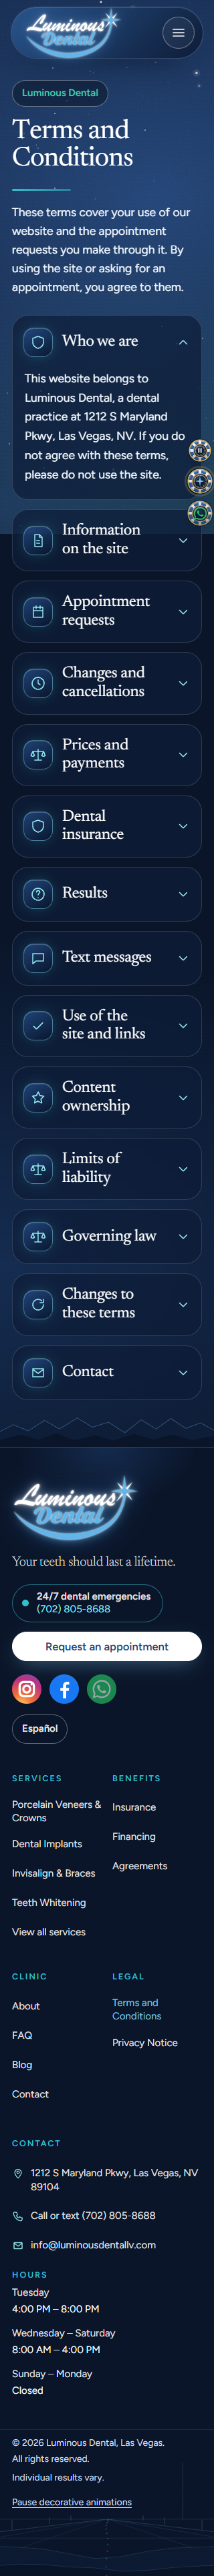 Luminous
Dental
Luminous Dental
Terms and
Conditions
These terms cover your use of our
website and the appointment
requests you make through it. By
using the site or asking for an
appointment, you agree to them.
Who we are
This website belongs to
Luminous Dental, a dental
practice at 1212 S Maryland
Pkwy, Las Vegas, NV. If you do
not agree with these terms,
please do not use the site.
Information
on the site
Appointment
requests
Changes and
cancellations
Prices and
payments
Dental
insurance
Results
Text messages
Use of the
site and links
Content
ownership
Limits of
liability
Governing law
Changes to
these terms
Contact
Luminous
Dental
Your teeth should last a lifetime.
24/7 dental emergencies
(702) 805-8688
Request an appointment
Español
SERVICES
Porcelain Veneers &
Crowns
Dental Implants
Invisalign & Braces
Teeth Whitening
View all services
BENEFITS
Insurance
Financing
Agreements
CLINIC
About
FAQ
Blog
Contact
LEGAL
Terms and
Conditions
Privacy Notice
CONTACT
1212 S Maryland Pkwy, Las Vegas, NV
89104
Call or text (702) 805-8688
info@luminousdentallv.com
HOURS
Tuesday
4:00 PM – 8:00 PM
Wednesday – Saturday
8:00 AM – 4:00 PM
Sunday – Monday
Closed
© 2026 Luminous Dental, Las Vegas.
All rights reserved.
Individual results vary.
Pause decorative animations